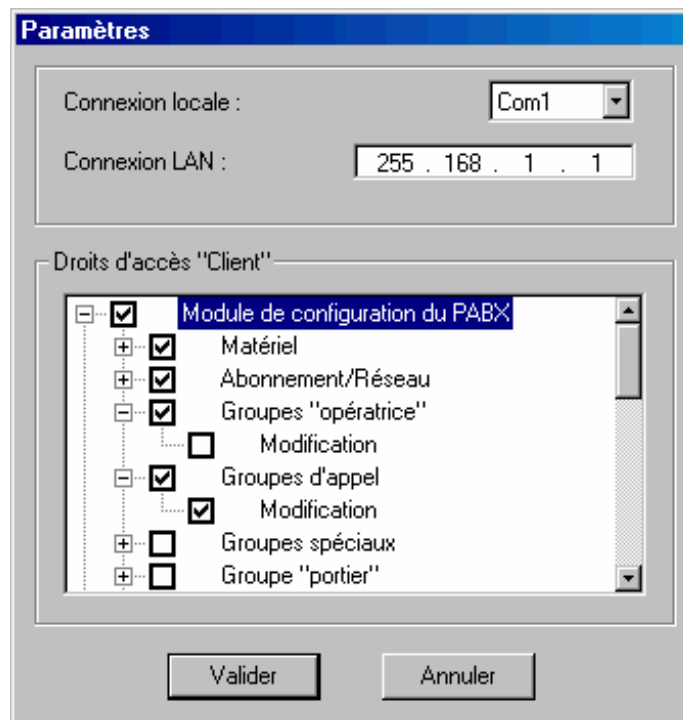 Paramètres
Connexion locale : Com1
Connexion LAN : 255 . 168 . 1 . 1
Droits d'accès "Client"
Module de configuration du PABX
Matériel
Abonnement/Réseau
Groupes "opératrice"
Modification
Groupes d'appel
Modification
Groupes spéciaux
Groupe "portier"
Valider Annuler